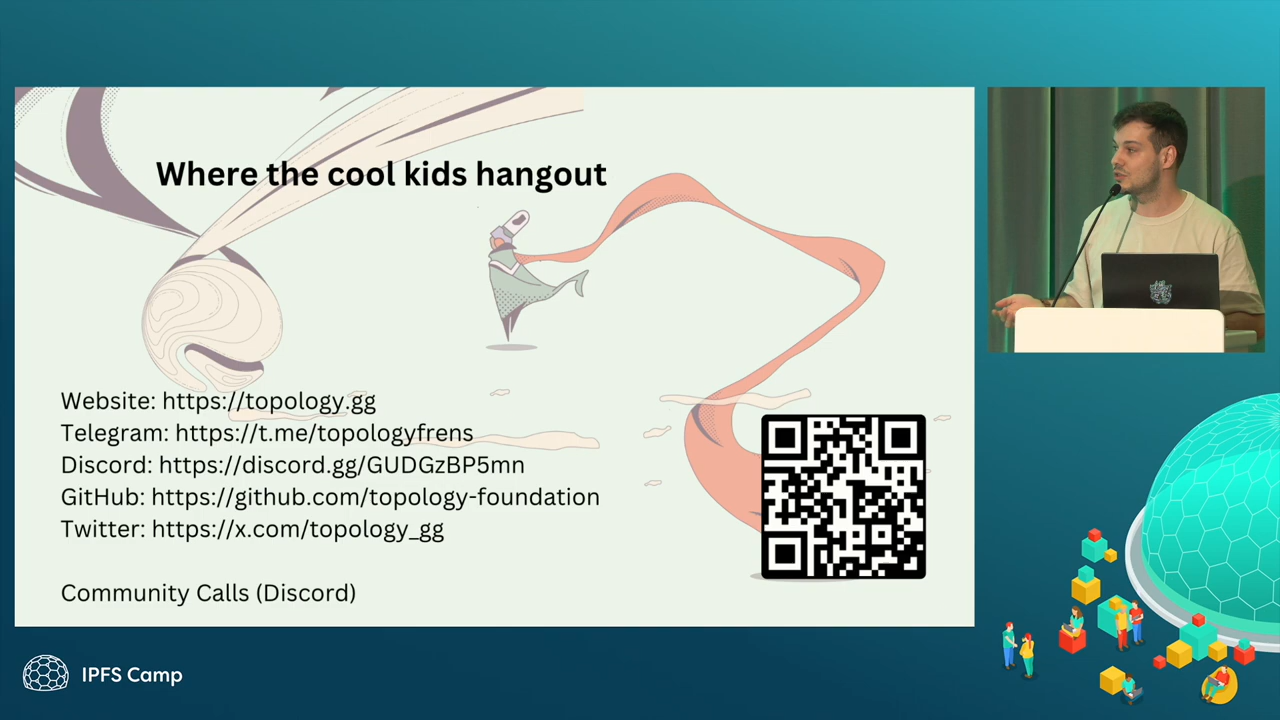 Where the cool kids hangout
Website: https://topology.gg
Telegram: https://t.me/topologyfrens
Discord: https://discord.gg/GUDGzBP5mn
GitHub: https://github.com/topology-foundation
Twitter: https://x.com/topology_gg
Community Calls (Discord)
IPFS Camp